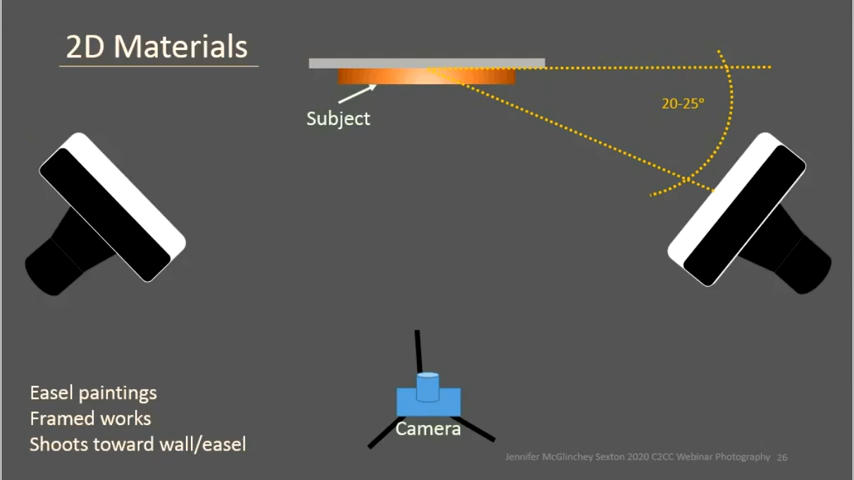 2D Materials
Subject
20-25°
Easel paintings
Framed works
Shoots toward wall/easel
Camera
Jennifer McGlinchey Sexton 2020 C2CC Webinar Photography 26